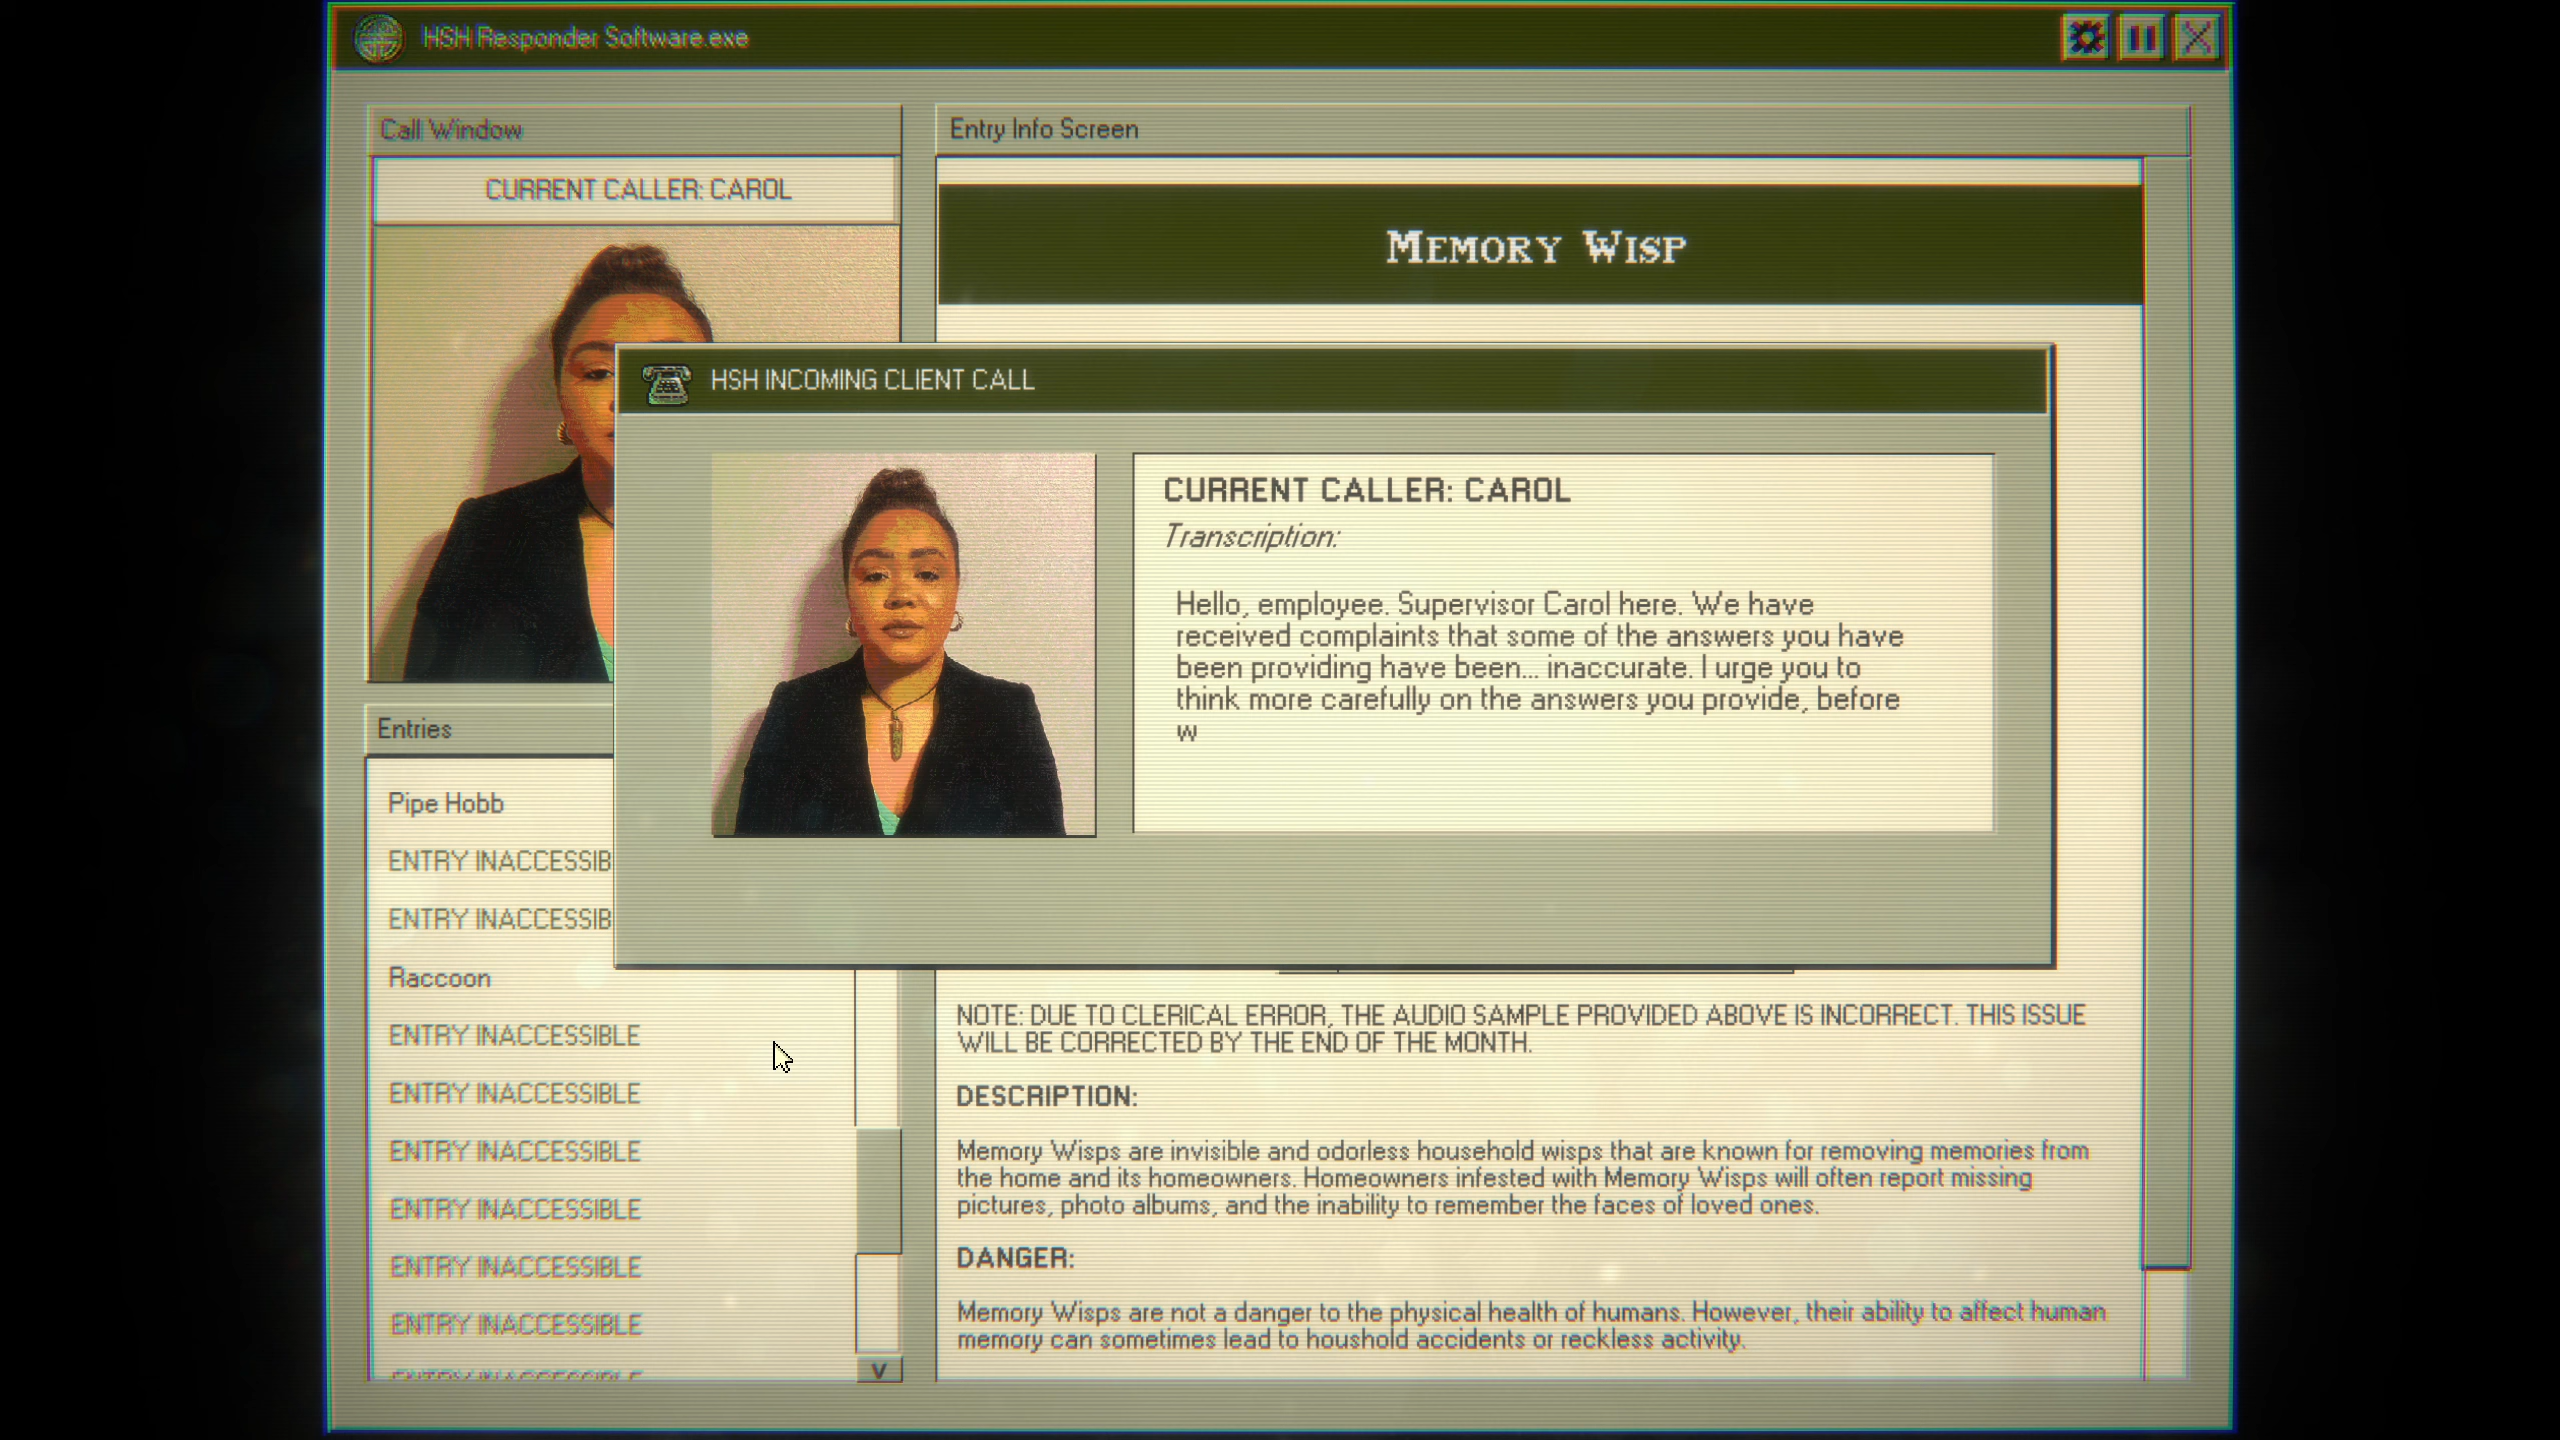 HSH Responder Software.exe
Call Window
CURRENT CALLER: CAROL
Entry Info Screen
MEMORY WISP
HSH INCOMING CLIENT CALL
CURRENT CALLER: CAROL
Transcription:
Hello, employee. Supervisor Carol here. We have
received complaints that some of the answers you have
been providing have been... inaccurate. I urge you to
think more carefully on the answers you provide, before
w
Entries
Pipe Hobb
ENTRY INACCESSIB
ENTRY INACCESSIB
Raccoon
ENTRY INACCESSIBLE
ENTRY INACCESSIBLE
ENTRY INACCESSIBLE
ENTRY INACCESSIBLE
ENTRY INACCESSIBLE
ENTRY INACCESSIBLE
ENTRY INACCESSIBLE
V
NOTE: DUE TO CLERICAL ERROR, THE AUDIO SAMPLE PROVIDED ABOVE IS INCORRECT. THIS ISSUE
WILL BE CORRECTED BY THE END OF THE MONTH.
DESCRIPTION:
Memory Wisps are invisible and odorless household wisps that are known for removing memories from
the home and its homeowners. Homeowners infested with Memory Wisps will often report missing
pictures, photo albums, and the inability to remember the faces of loved ones.
DANGER:
Memory Wisps are not a danger to the physical health of humans. However, their ability to affect human
memory can sometimes lead to houshold accidents or reckless activity.